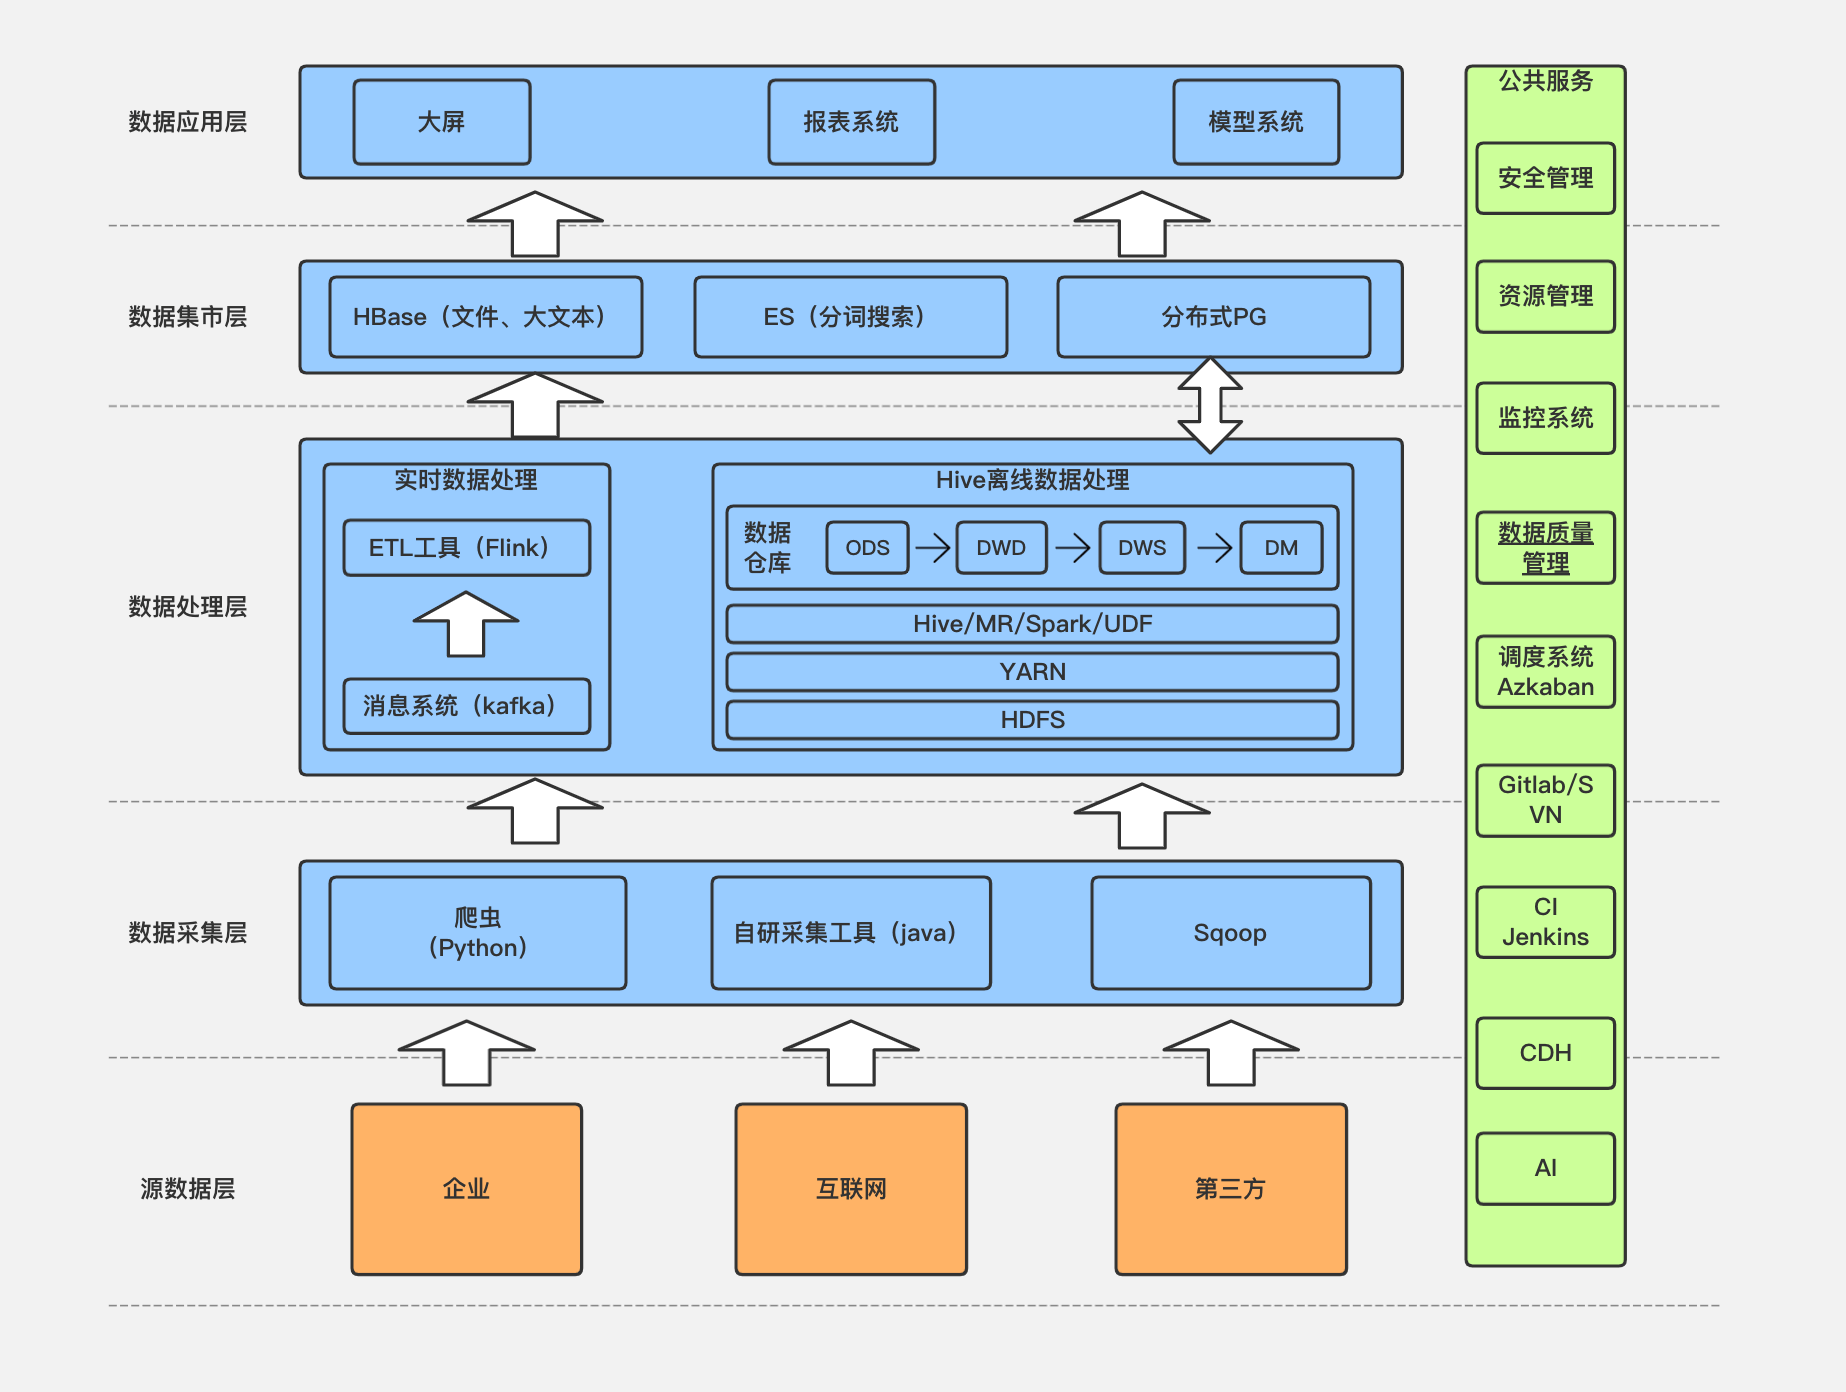 数据应用层
大屏
报表系统
模型系统
数据集市层
HBase（文件、大文本）
ES（分词搜索）
分布式PG
数据处理层
实时数据处理
ETL工具（Flink）
消息系统（kafka）
Hive离线数据处理
数据
仓库
ODS
DWD
DWS
DM
Hive/MR/Spark/UDF
YARN
HDFS
数据采集层
爬虫
（Python）
自研采集工具（java）
Sqoop
源数据层
企业
互联网
第三方
公共服务
安全管理
资源管理
监控系统
数据质量
管理
调度系统
Azkaban
Gitlab/S
VN
CI
Jenkins
CDH
AI